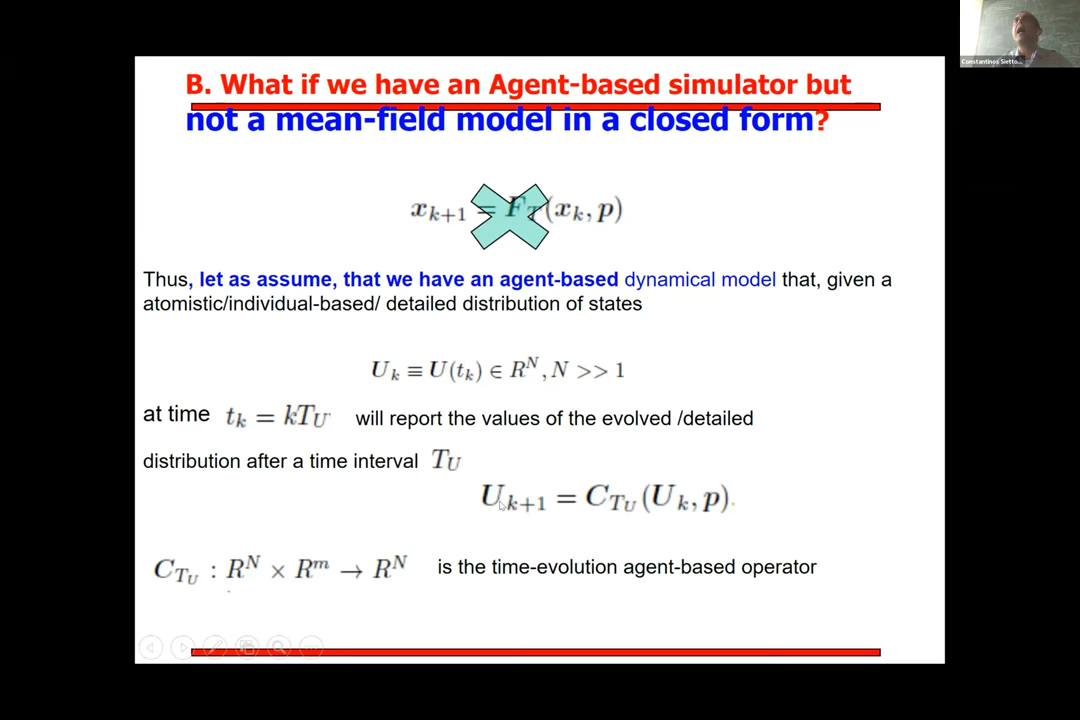 Constantinos Sietto...
B. What if we have an Agent-based simulator but
not a mean-field model in a closed form?
x_{k+1} = F_T(x_k, p)
Thus, let as assume, that we have an agent-based dynamical model that, given a
atomistic/individual-based/ detailed distribution of states
U_k ≡ U(t_k) ∈ R^N, N >> 1
at time t_k = kT_U will report the values of the evolved /detailed
distribution after a time interval T_U
U_{k+1} = C_{T_U}(U_k, p).
C_{T_U} : R^N × R^m → R^N is the time-evolution agent-based operator